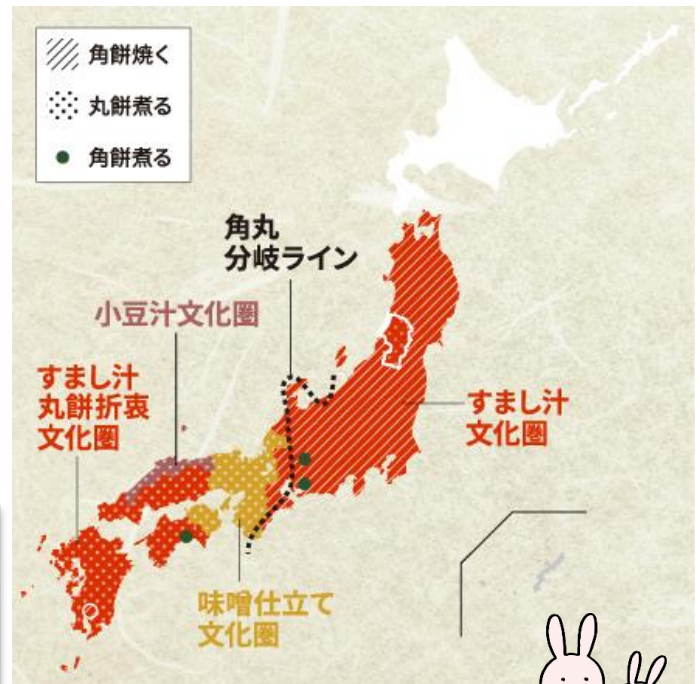 角餅焼く
丸餅煮る
角餅煮る
角丸
分岐ライン
小豆汁文化圏
すまし汁
丸餅折衷
文化圏
すまし汁
文化圏
味噌仕立て
文化圏